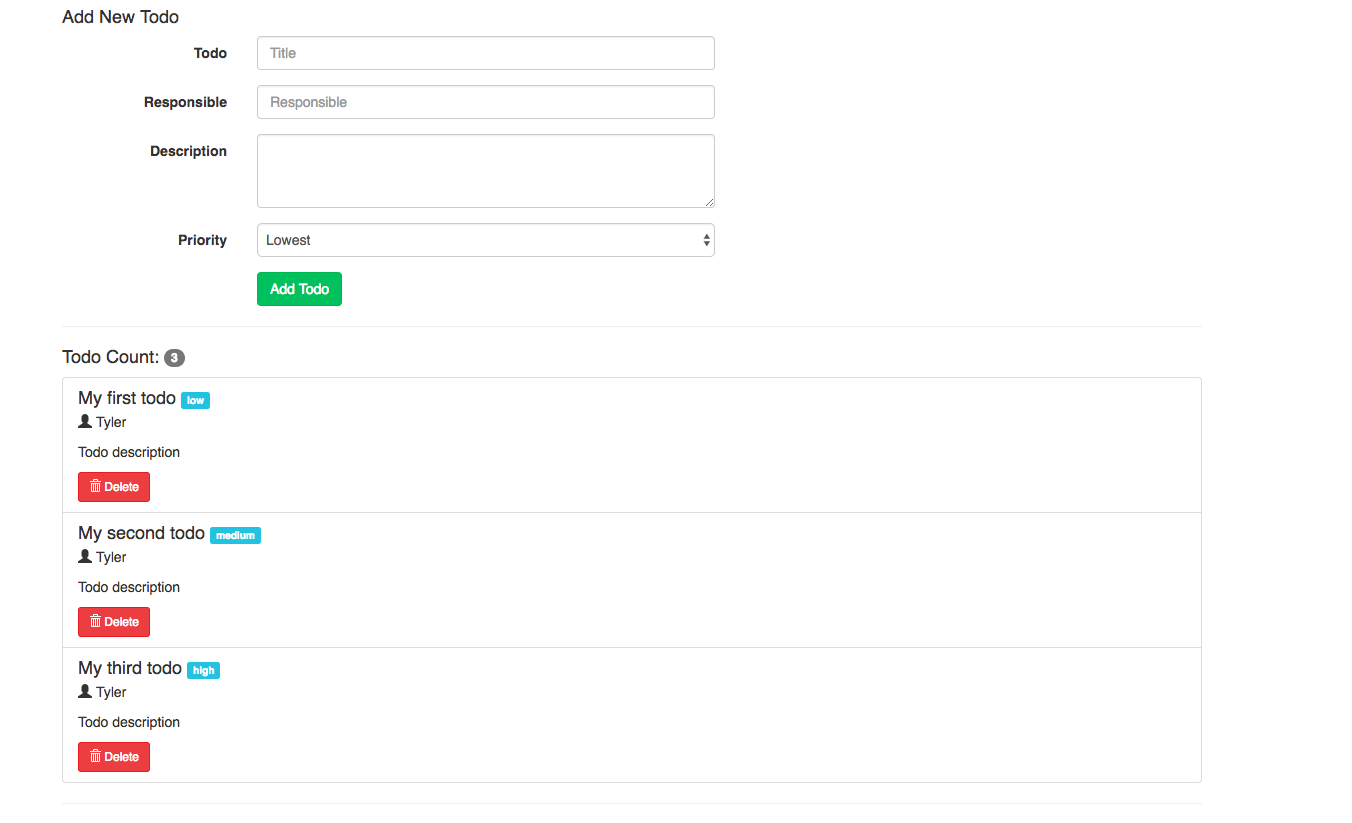 Add New Todo
Todo Title
Responsible Responsible
Description
Priority Lowest
Add Todo
Todo Count: 3
My first todo low
Tyler
Todo description
Delete
My second todo medium
Tyler
Todo description
Delete
My third todo high
Tyler
Todo description
Delete